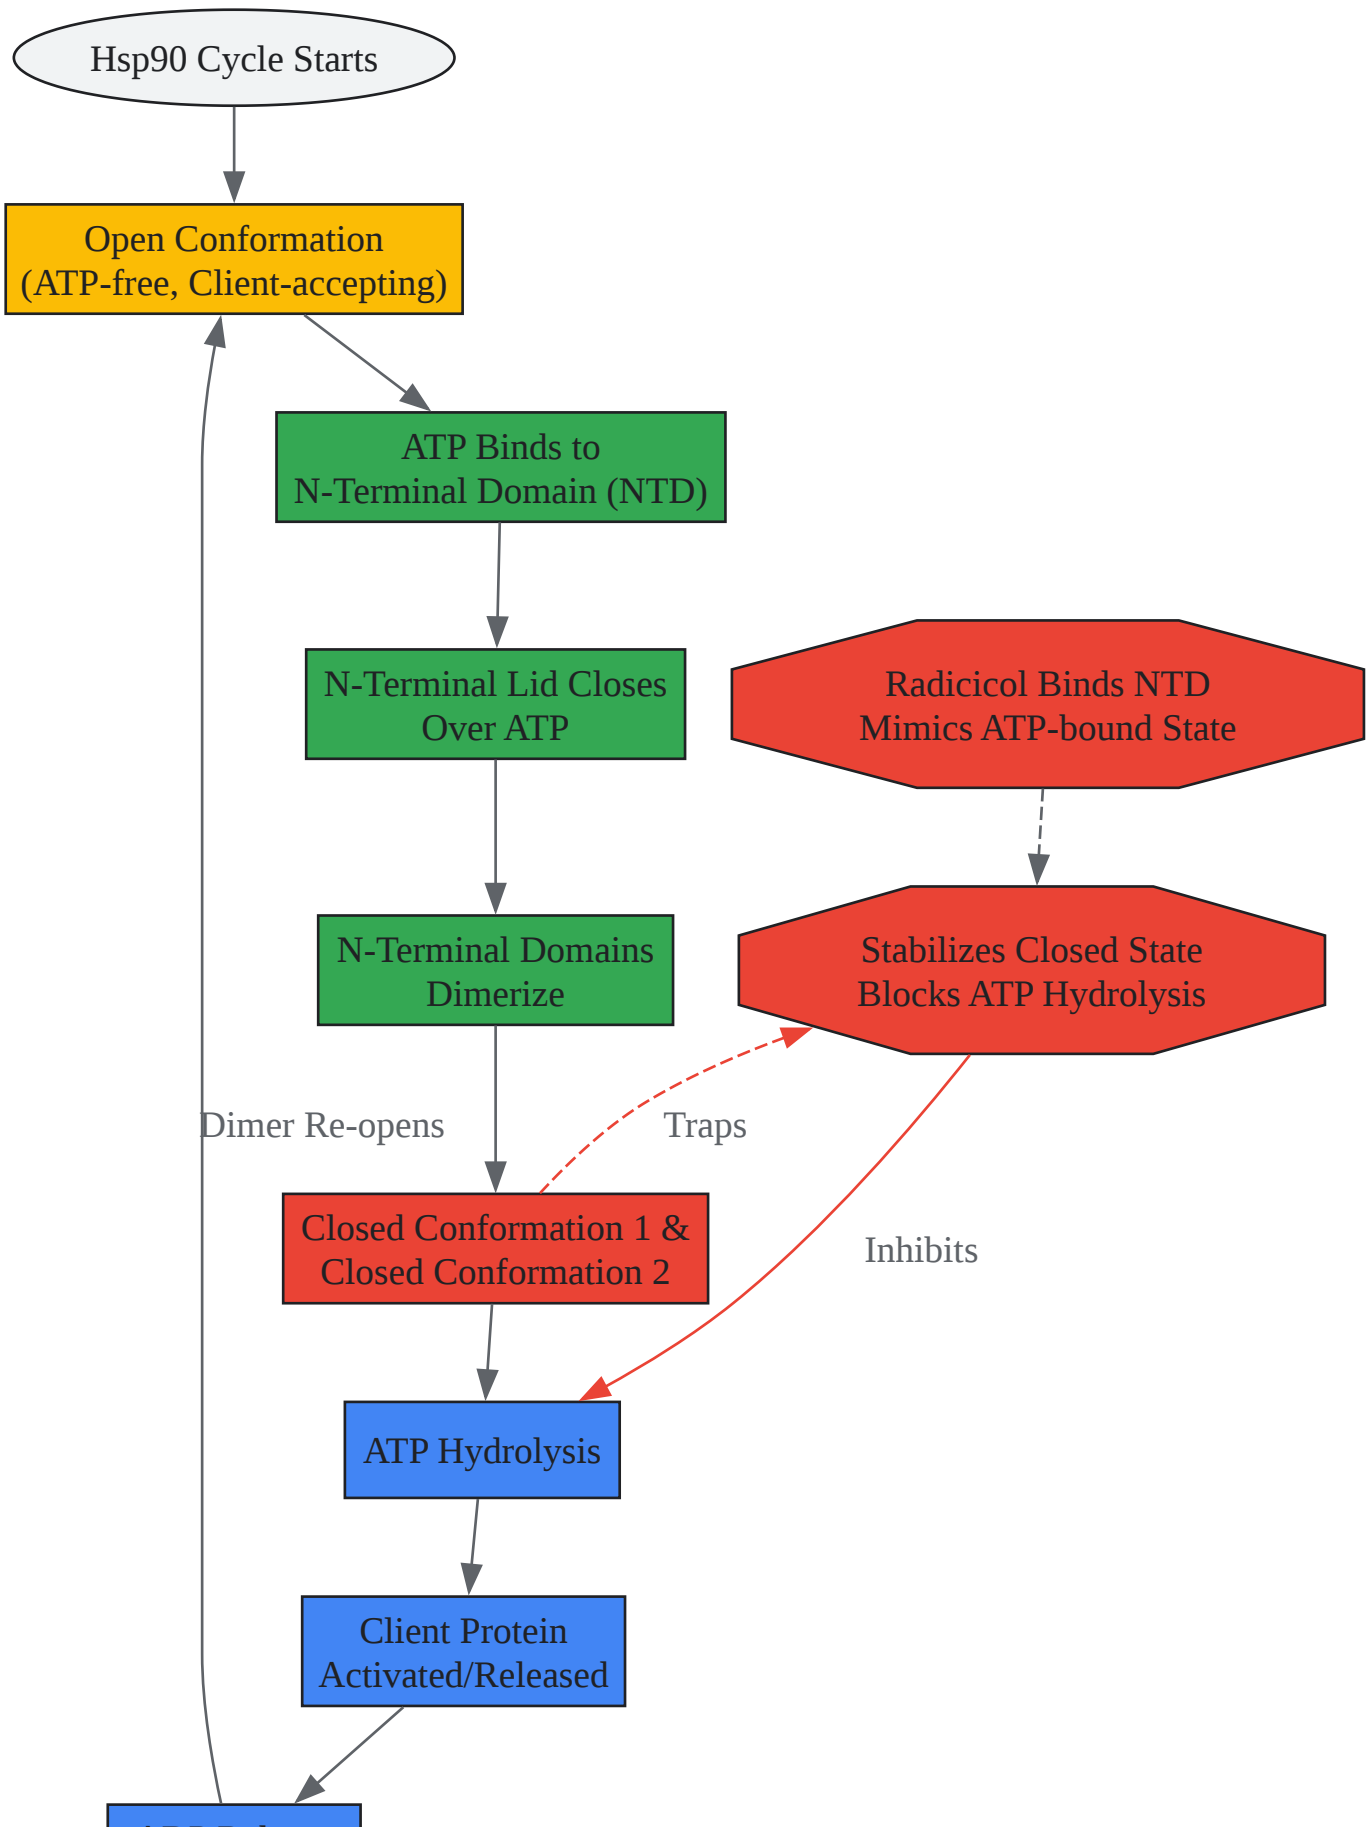 Hsp90 Cycle Starts
Open Conformation
(ATP-free, Client-accepting)
ATP Binds to
N-Terminal Domain (NTD)
N-Terminal Lid Closes
Over ATP
Radicicol Binds NTD
Mimics ATP-bound State
N-Terminal Domains
Dimerize
Stabilizes Closed State
Blocks ATP Hydrolysis
Dimer Re-opens
Traps
Closed Conformation 1 &
Closed Conformation 2
Inhibits
ATP Hydrolysis
Client Protein
Activated/Released